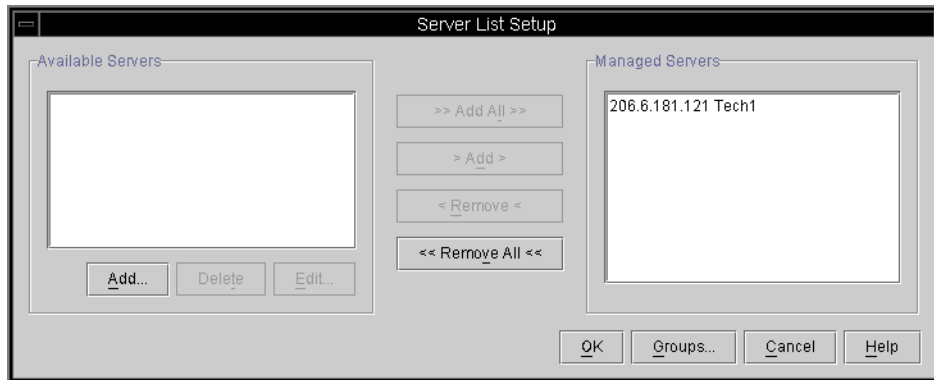 Server List Setup
Available Servers
Managed Servers
206.6.181.121 Tech1
>> Add All >>
> Add >
< Remove <
<< Remove All <<
Add...
Delete
Edit...
OK
Groups...
Cancel
Help